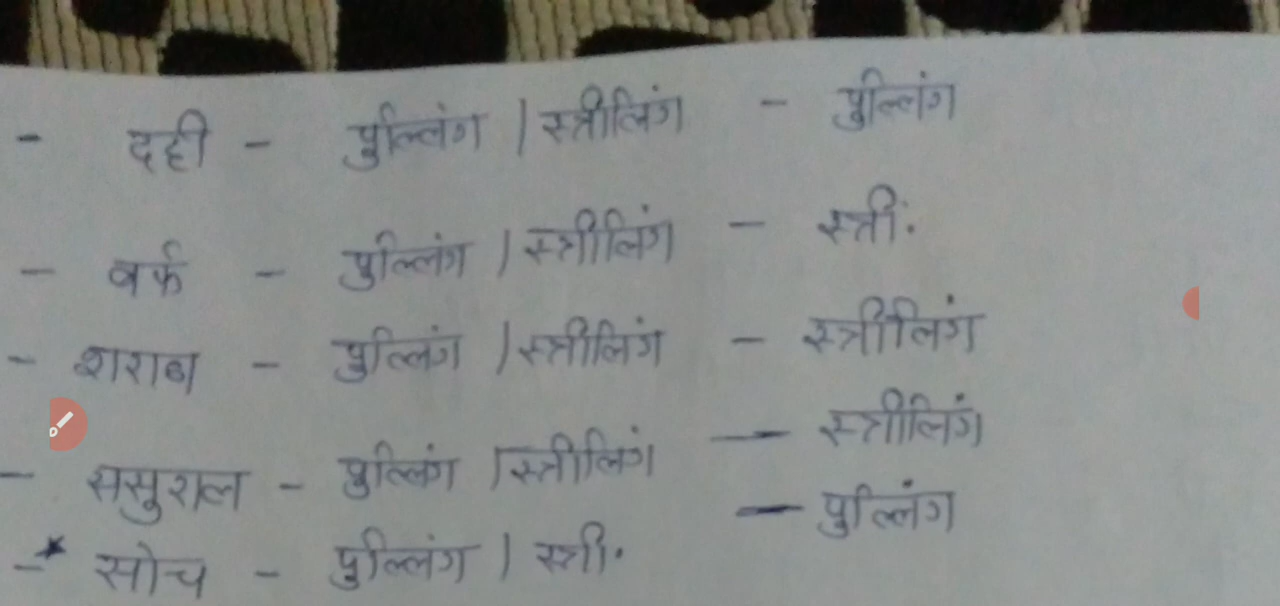 - दही - पुल्लिंग / स्त्रीलिंग - पुल्लिंग
- बर्फ - पुल्लिंग / स्त्रीलिंग - स्त्री.
- शराब - पुल्लिंग / स्त्रीलिंग - स्त्रीलिंग
- ससुराल - पुल्लिंग / स्त्रीलिंग - स्त्रीलिंग
-* सोच - पुल्लिंग / स्त्री. - पुल्लिंग